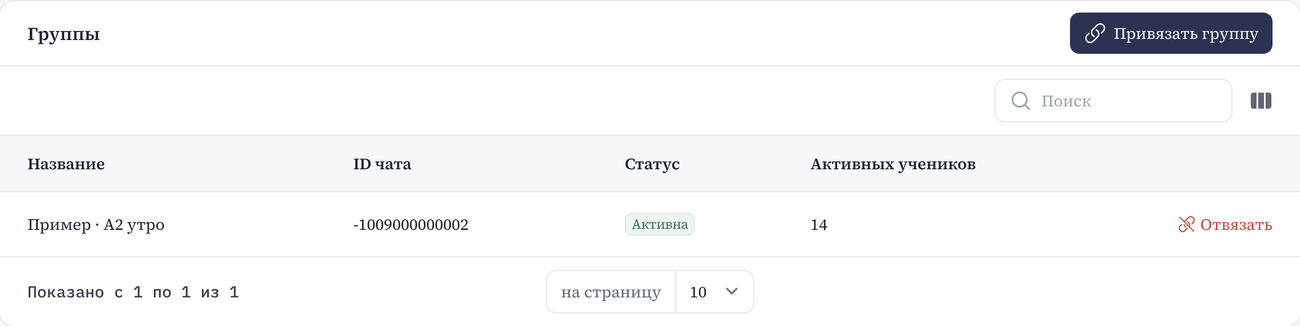 Группы
Привязать группу
Поиск
Название ID чата Статус Активных учеников
Пример · A2 утро -1009000000002 Активна 14 Отвязать
Показано с 1 по 1 из 1 на страницу 10